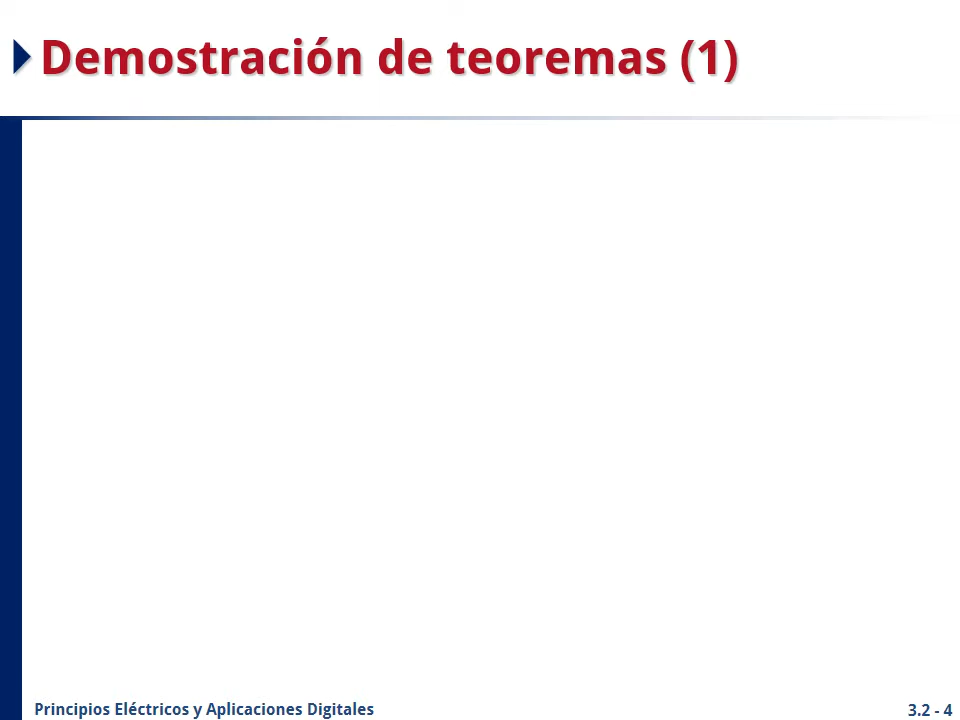 Demostración de teoremas (1)
Principios Eléctricos y Aplicaciones Digitales
3.2 - 4